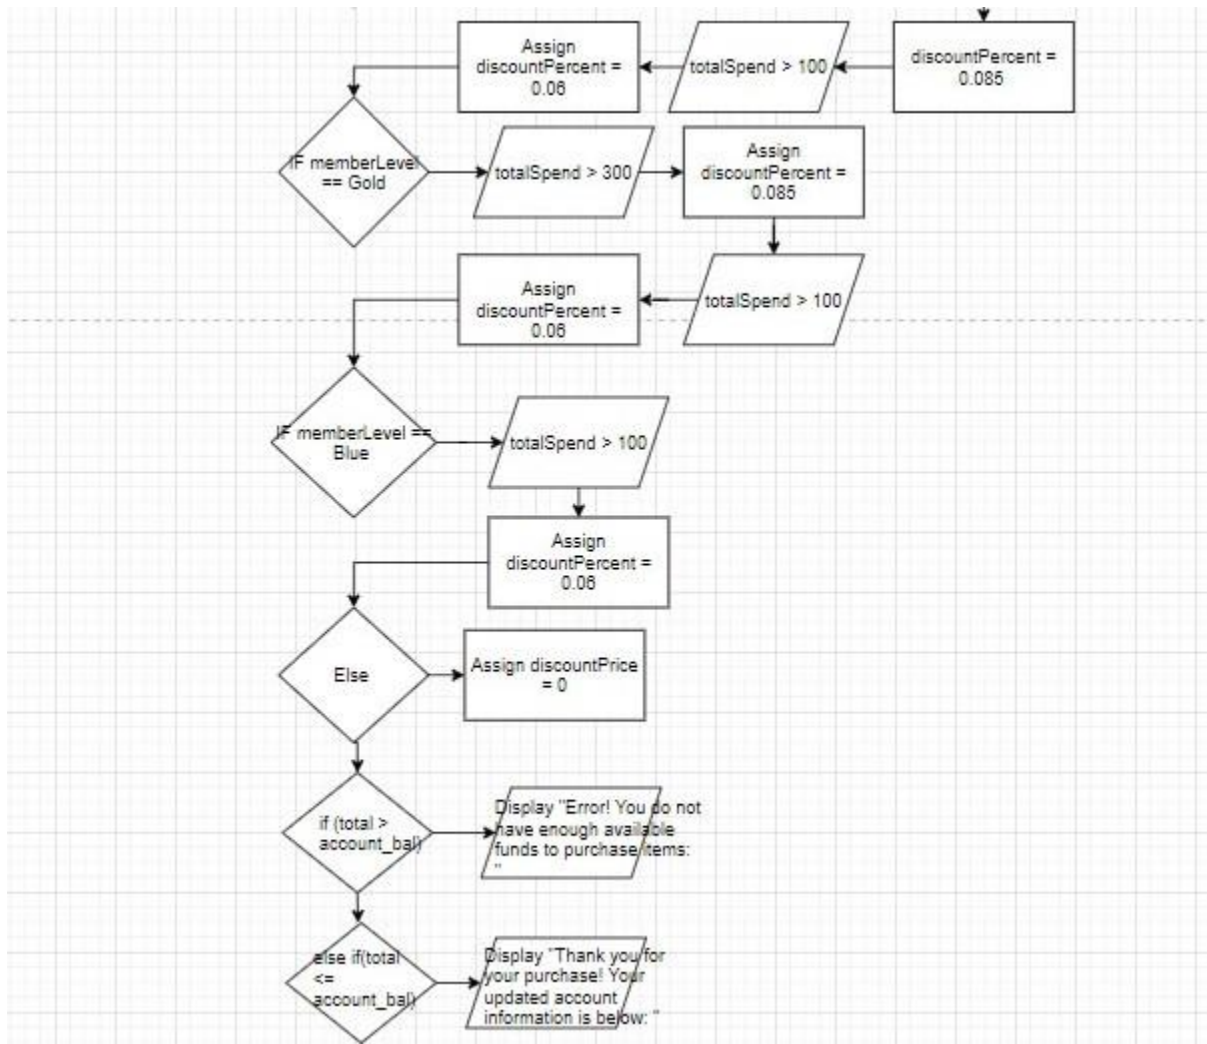 discountPercent =
0.085
totalSpend > 100
Assign
discountPercent =
0.06
IF memberLevel
== Gold
totalSpend > 300
Assign
discountPercent =
0.085
totalSpend > 100
Assign
discountPercent =
0.06
IF memberLevel ==
Blue
totalSpend > 100
Assign
discountPercent =
0.06
Else
Assign discountPrice
= 0
if (total >
account_bal)
Display "Error! You do not
have enough available
funds to purchase items:
"
else if(total
<=
account_bal)
Display "Thank you for
your purchase! Your
updated account
information is below: "